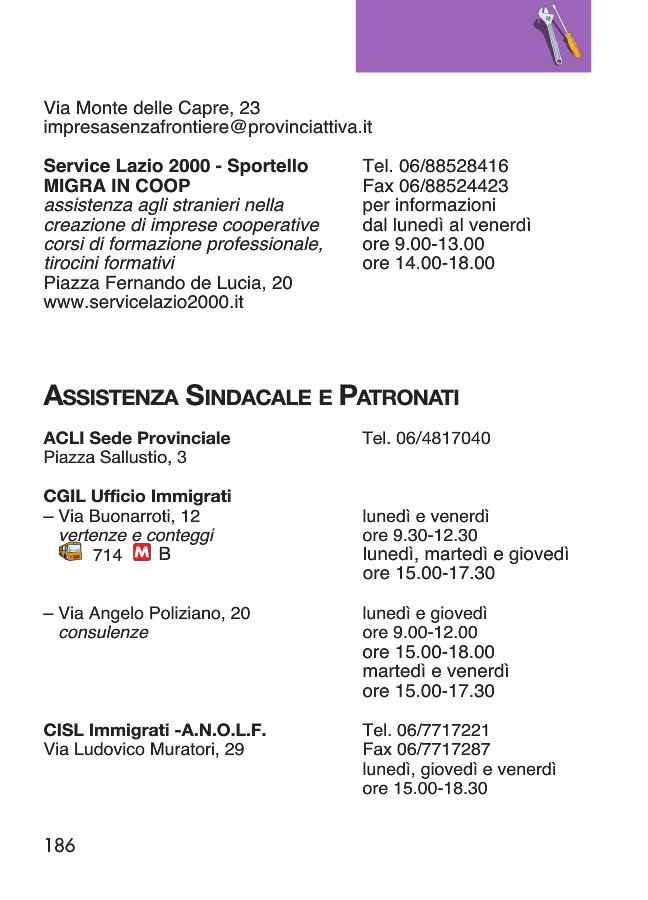 Via Monte delle Capre, 23
impresasenzafrontiere@provinciattiva.it
Service Lazio 2000 - Sportello
MIGRA IN COOP
assistenza agli stranieri nella
creazione di imprese cooperative
corsi di formazione professionale,
tirocini formativi
Piazza Fernando de Lucia, 20
www.servicelazio2000.it
Tel. 06/88528416
Fax 06/88524423
per informazioni
dal lunedì al venerdì
ore 9.00-13.00
ore 14.00-18.00
ASSISTENZA SINDACALE E PATRONATI
ACLI Sede Provinciale
Piazza Sallustio, 3
Tel. 06/4817040
CGIL Ufficio Immigrati
– Via Buonarroti, 12
vertenze e conteggi
714 M B
lunedì e venerdì
ore 9.30-12.30
lunedì, martedì e giovedì
ore 15.00-17.30
– Via Angelo Poliziano, 20
consulenze
lunedì e giovedì
ore 9.00-12.00
ore 15.00-18.00
martedì e venerdì
ore 15.00-17.30
CISL Immigrati -A.N.O.L.F.
Via Ludovico Muratori, 29
Tel. 06/7717221
Fax 06/7717287
lunedì, giovedì e venerdì
ore 15.00-18.30
186